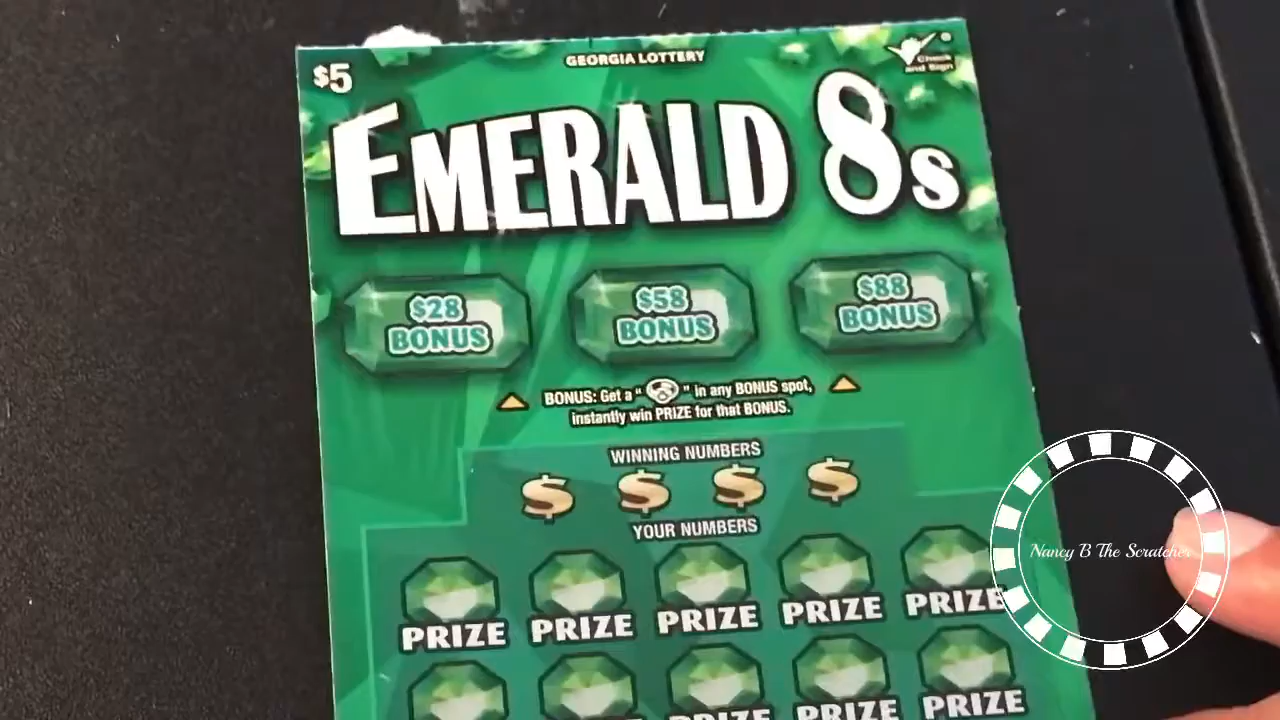 GEORGIA LOTTERY
$5
Check
and Sign
EMERALD 8s
$28
BONUS
$58
BONUS
$88
BONUS
BONUS: Get a " " in any BONUS spot,
instantly win PRIZE for that BONUS.
WINNING NUMBERS
$ $ $ $
YOUR NUMBERS
PRIZE PRIZE PRIZE PRIZE PRIZE
Nancy B The Scratcher
PRIZE PRIZE PRIZE